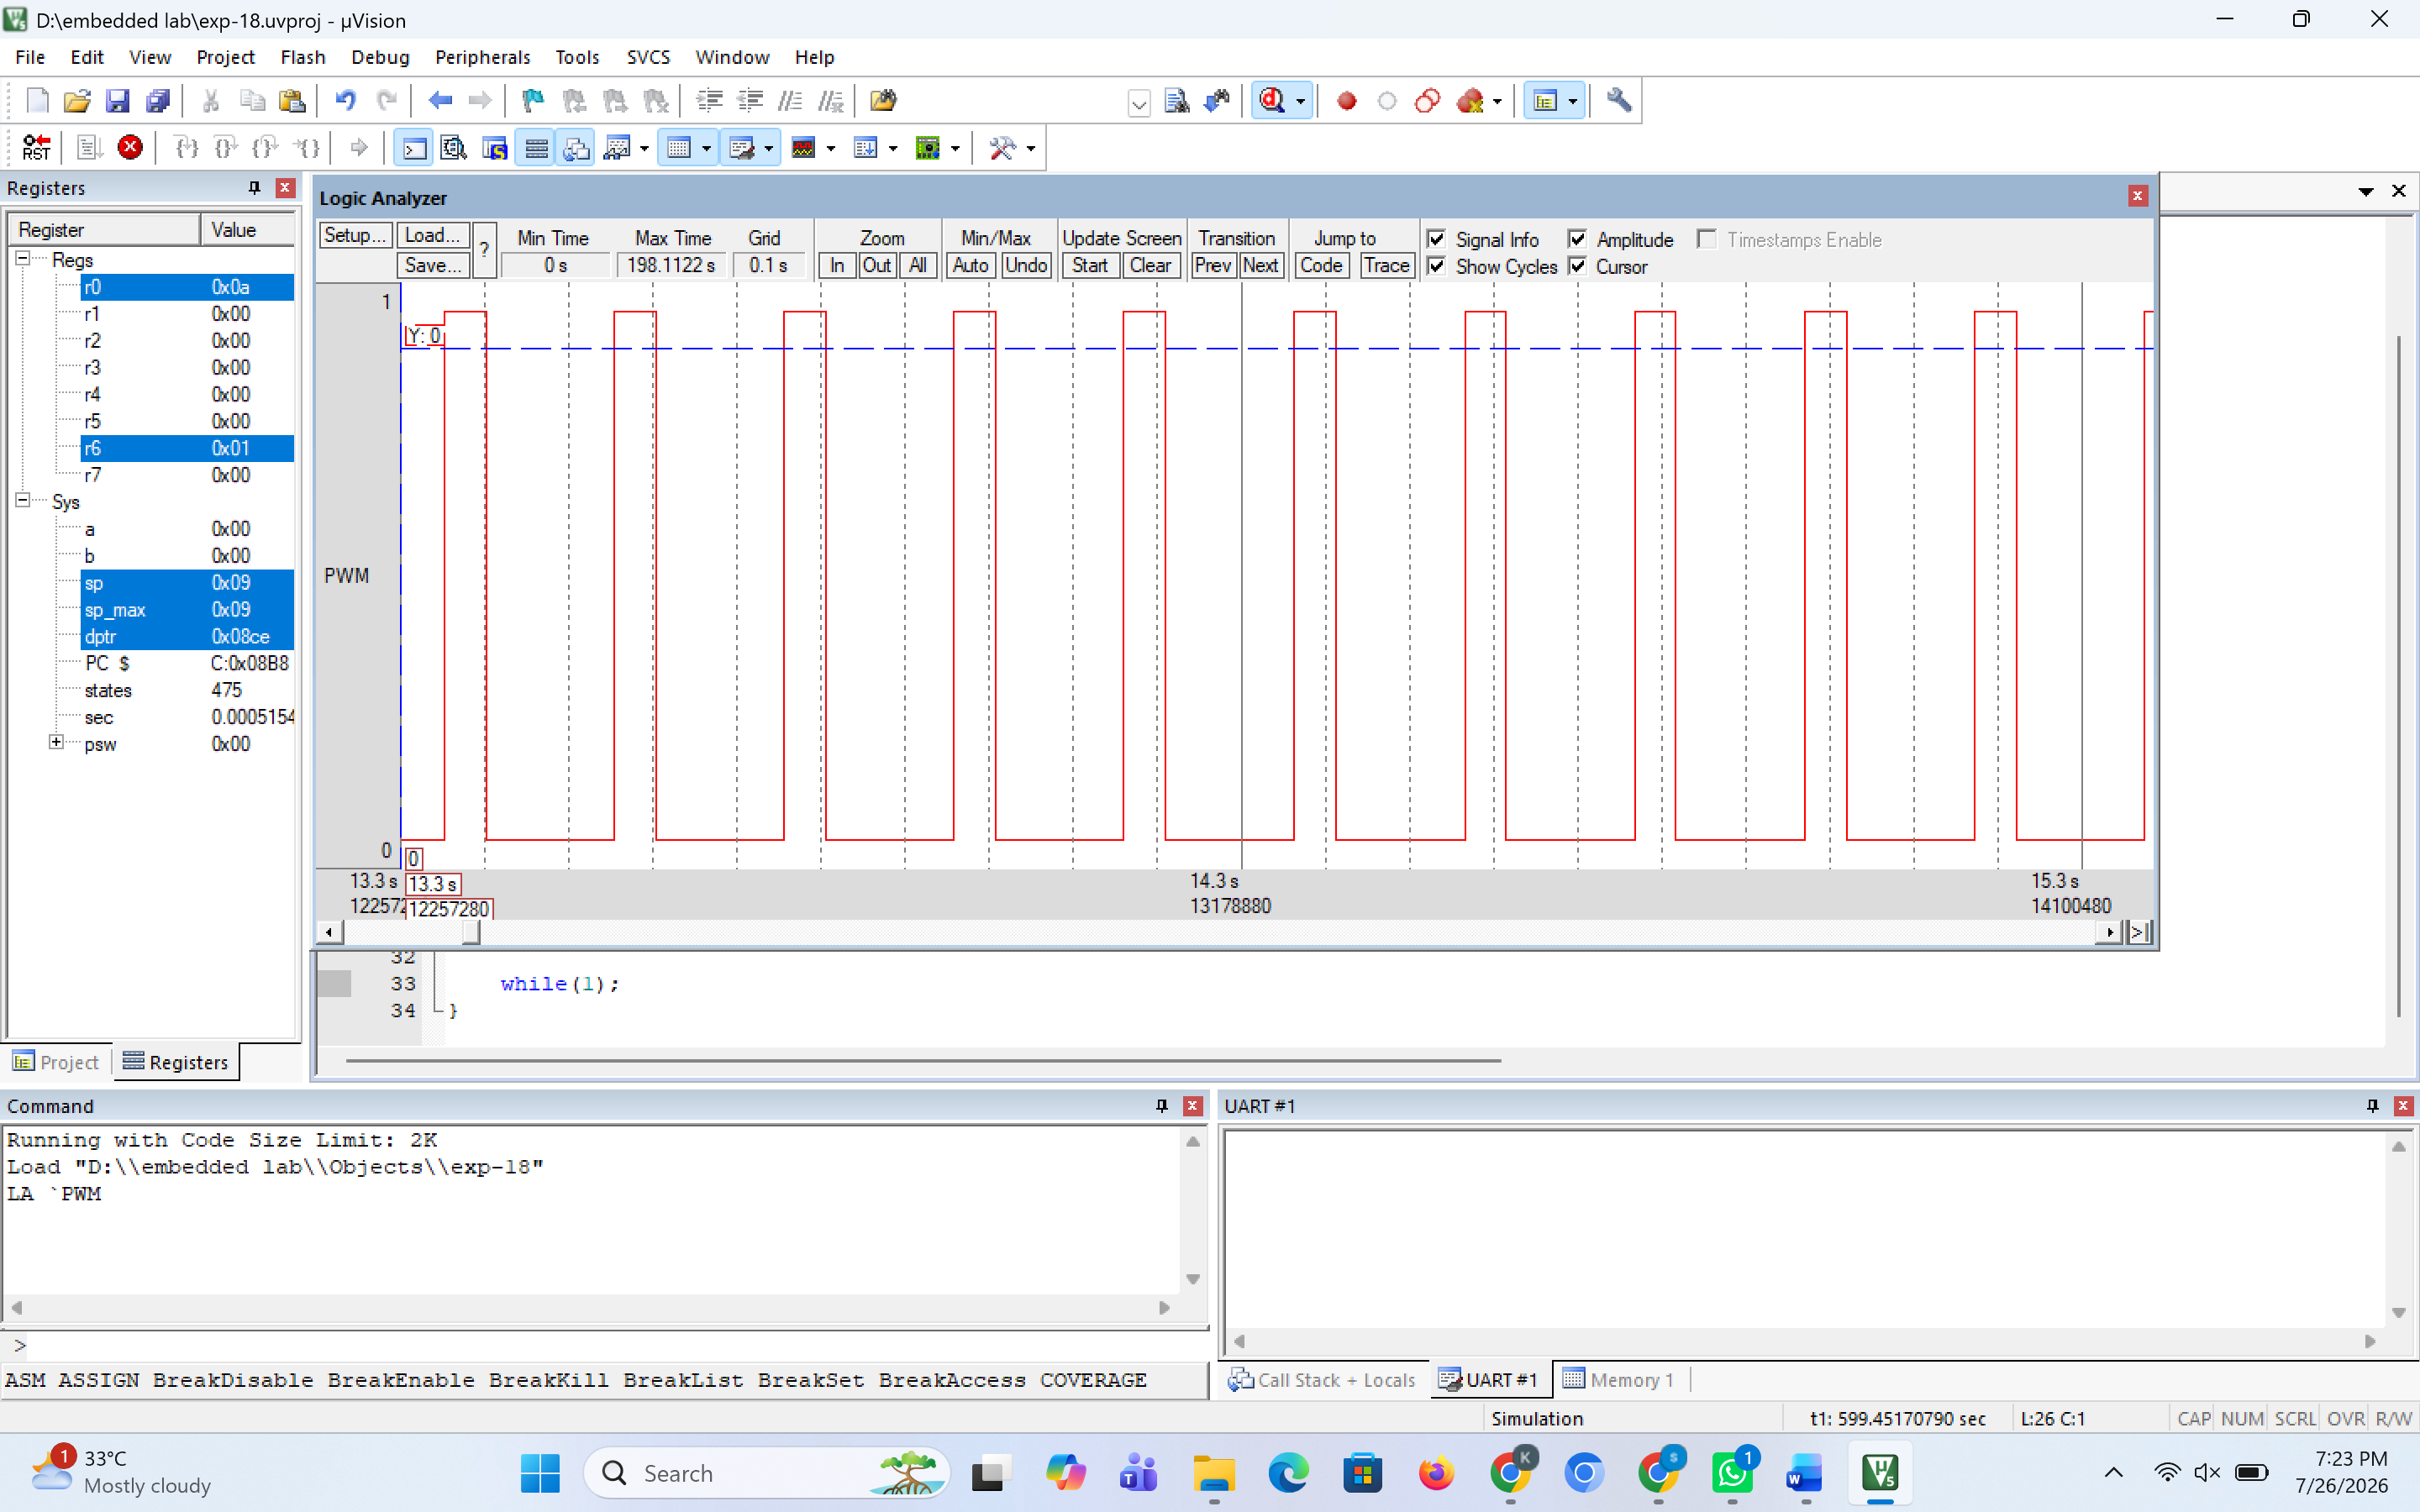 D:\embedded lab\exp-18.uvproj - µVision
File Edit View Project Flash Debug Peripherals Tools SVCS Window Help
RST
Registers
Logic Analyzer
Register Value
Setup... Load... ? Min Time Max Time Grid Zoom Min/Max Update Screen Transition Jump to Signal Info Amplitude Timestamps Enable
Save... 0 s 198.1122 s 0.1 s In Out All Auto Undo Start Clear Prev Next Code Trace Show Cycles Cursor
Regs
r0 0x0a
r1 0x00
r2 0x00
r3 0x00
r4 0x00
r5 0x00
r6 0x01
r7 0x00
Sys
a 0x00
b 0x00
sp 0x09
sp_max 0x09
dptr 0x08ce
PC $ C:0x08B8
states 475
sec 0.0005154
psw 0x00
1
Y: 0
PWM
0
0
13.3 s 13.3 s 14.3 s 15.3 s
122572 12257280 13178880 14100480
32
33 while(1);
34 }
Project Registers
Command
Running with Code Size Limit: 2K
Load "D:\\embedded lab\\Objects\\exp-18"
LA `PWM
>
ASM ASSIGN BreakDisable BreakEnable BreakKill BreakList BreakSet BreakAccess COVERAGE
UART #1
Call Stack + Locals UART #1 Memory 1
Simulation t1: 599.45170790 sec L:26 C:1 CAP NUM SCRL OVR R/W
1
33°C
Mostly cloudy
Search
K
S
1
7:23 PM
7/26/2026